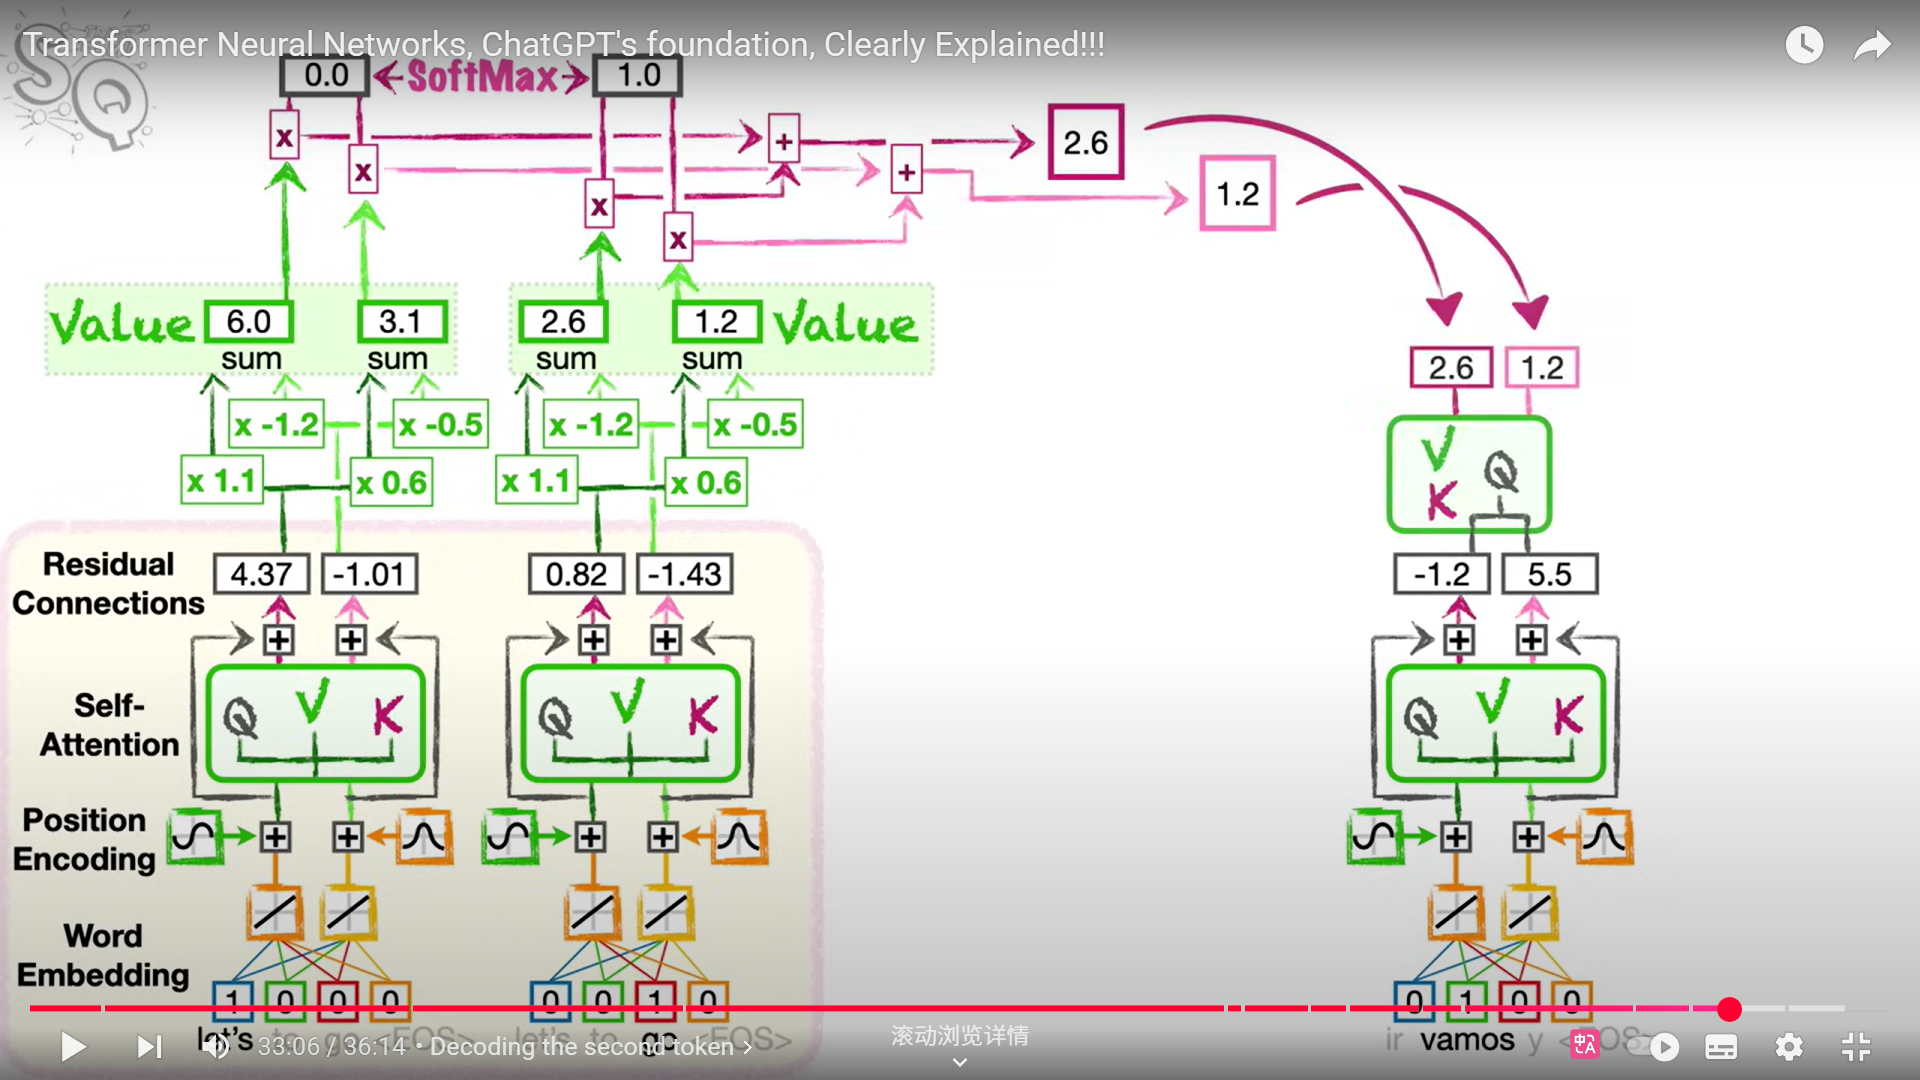 Transformer Neural Networks, ChatGPT's foundation, Clearly Explained!!!
SQ
0.0 SoftMax 1.0
x + 2.6
x + 1.2
x
x
Value 6.0 3.1 2.6 1.2 Value
sum sum sum sum
2.6 1.2
x -1.2 x -0.5 x -1.2 x -0.5
x 1.1 x 0.6 x 1.1 x 0.6
V Q
K
Residual
Connections
4.37 -1.01 0.82 -1.43 -1.2 5.5
+ + + + + +
Self-
Attention
Q V K Q V K Q V K
Position
Encoding
+ + + + + +
Word
Embedding
1 0 0 0 0 0 1 0 0 1 0 0
let's to go <EOS> let's to go <EOS> ir vamos y <EOS>
33:06 / 36:14 • Decoding the second token
滚动浏览详情
中 A